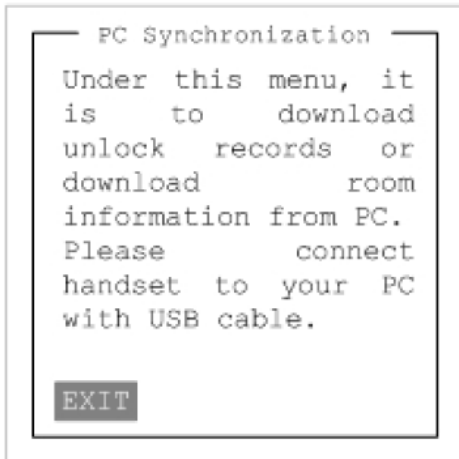 PC Synchronization
Under this menu, it
is to download
unlock records or
download room
information from PC.
Please connect
handset to your PC
with USB cable.
EXIT